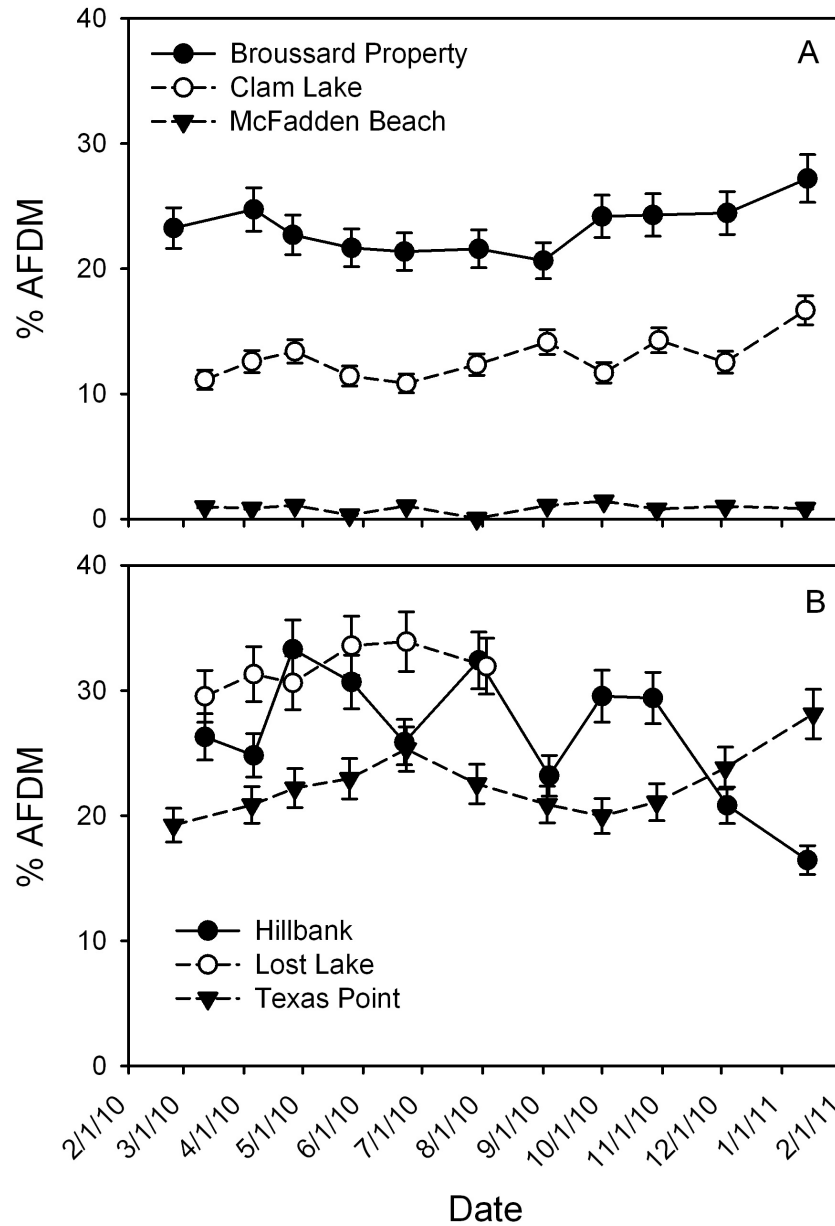 40
A
Broussard Property
Clam Lake
McFadden Beach
30
% AFDM
20
10
0
40
B
30
% AFDM
20
Hillbank
Lost Lake
Texas Point
10
0
2/1/10 3/1/10 4/1/10 5/1/10 6/1/10 7/1/10 8/1/10 9/1/10 10/1/10 11/1/10 12/1/10 1/1/11 2/1/11
Date